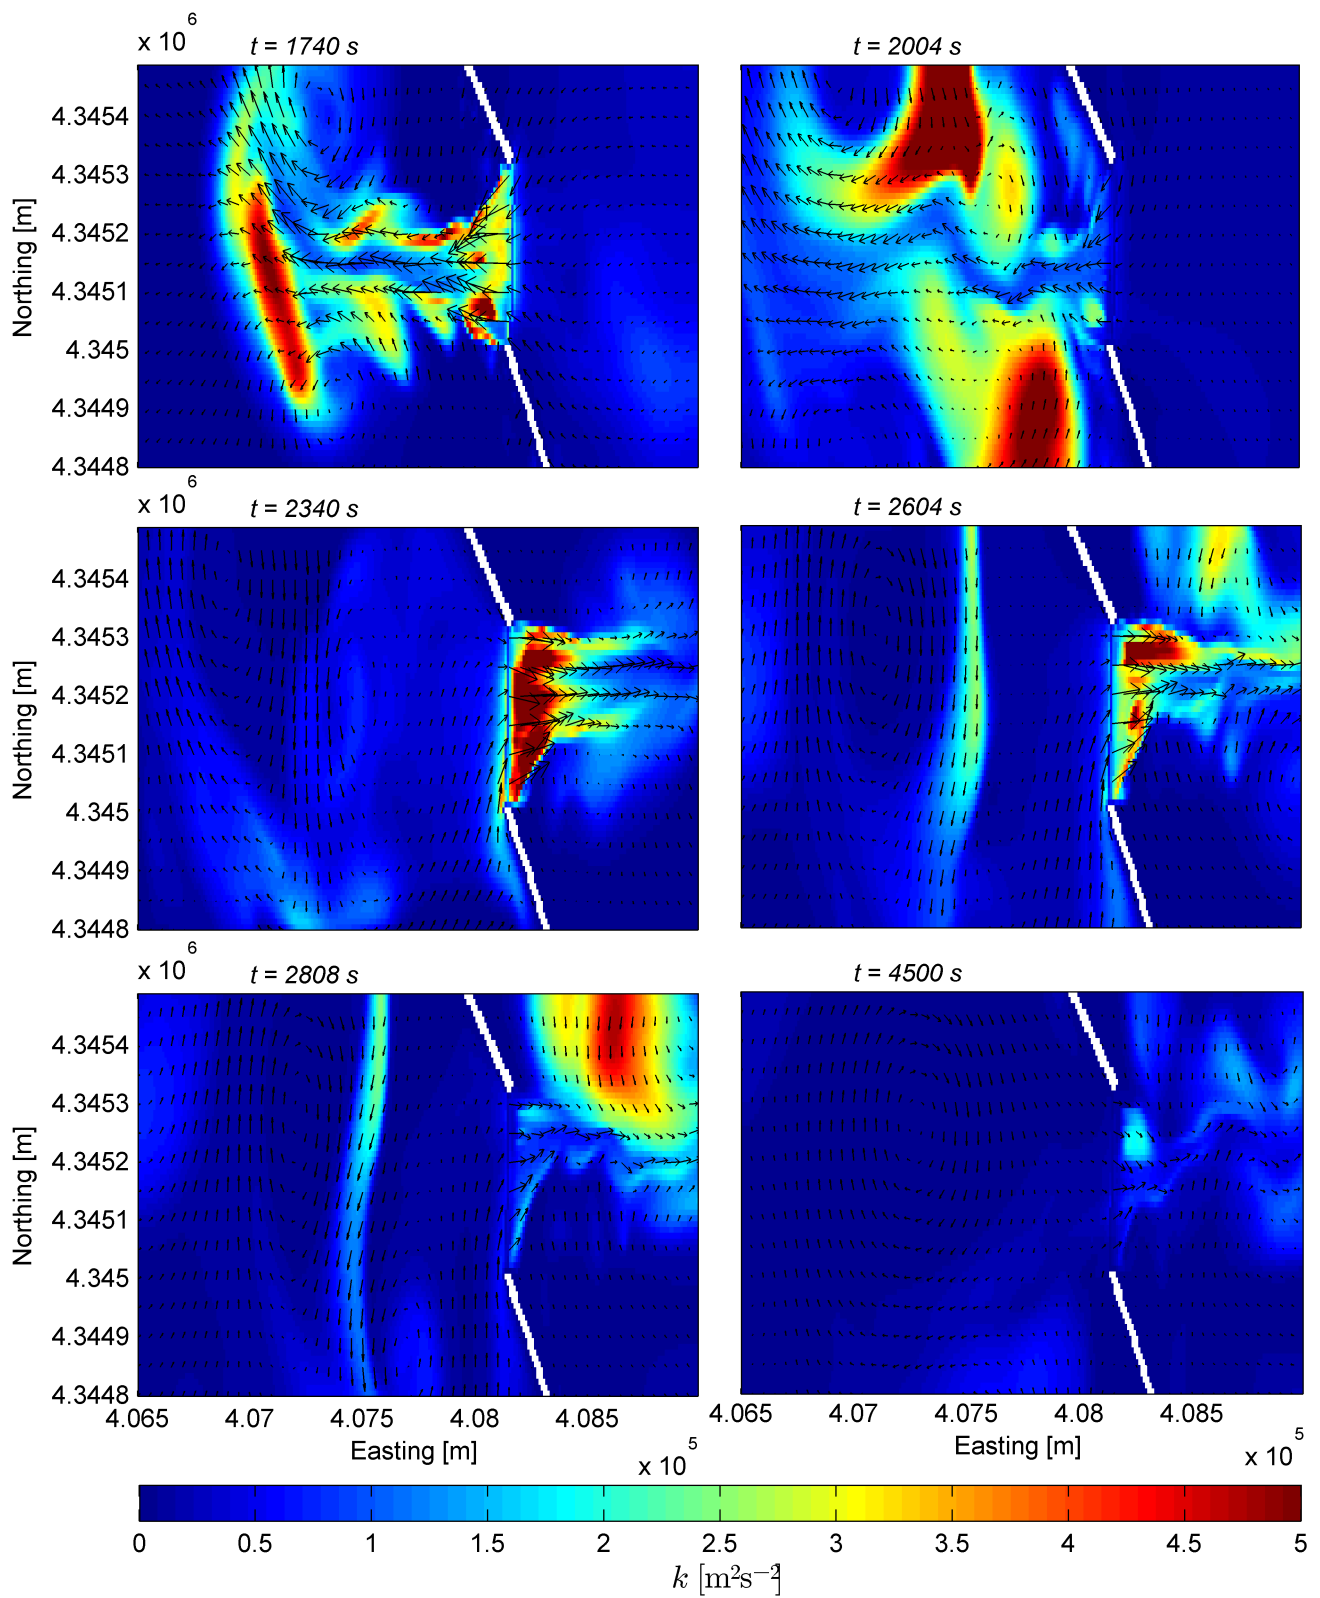 x 10 6
t = 1740 s
t = 2004 s
4.3454
4.3453
4.3452
4.3451
4.345
4.3449
4.3448
Northing [m]
x 10 6
t = 2340 s
t = 2604 s
4.3454
4.3453
4.3452
4.3451
4.345
4.3449
4.3448
Northing [m]
x 10 6
t = 2808 s
t = 4500 s
4.3454
4.3453
4.3452
4.3451
4.345
4.3449
4.3448
Northing [m]
4.065 4.07 4.075 4.08 4.085
4.065 4.07 4.075 4.08 4.085
Easting [m]
x 10 5
Easting [m]
x 10 5
0 0.5 1 1.5 2 2.5 3 3.5 4 4.5 5
k [m²s⁻²]